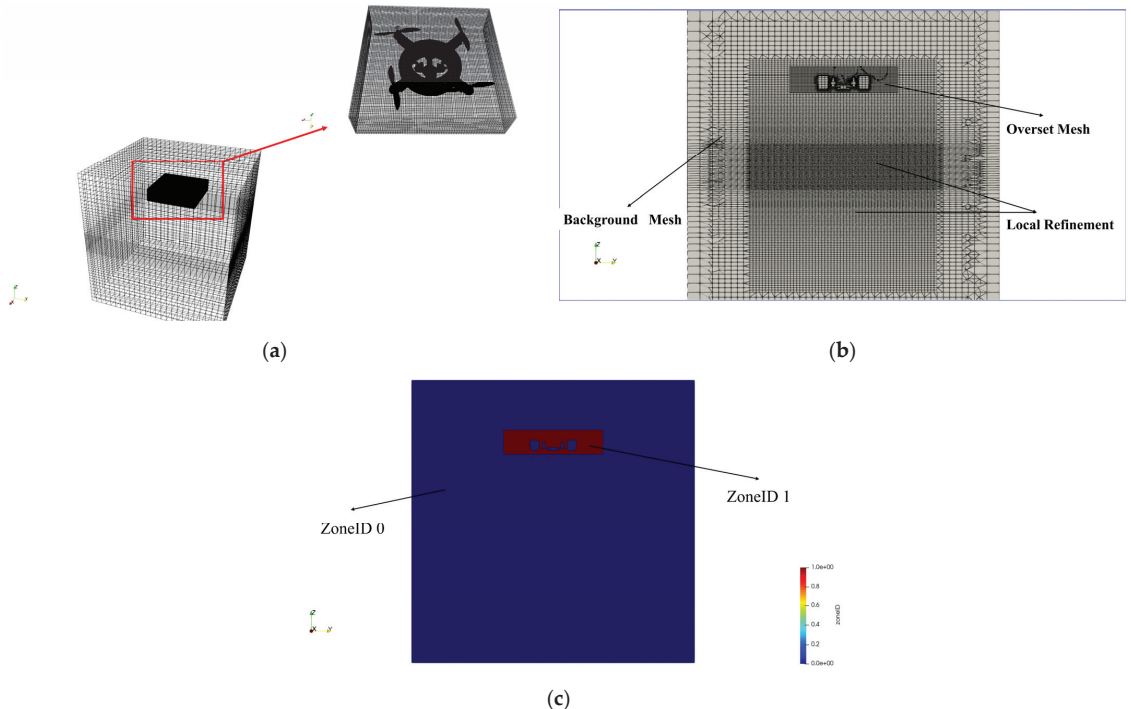 Overset Mesh
Background Mesh
Local Refinement
Z
X Y
(a)
(b)
ZoneID 1
ZoneID 0
1.0e+00
0.8
0.6
0.4
0.2
0.0e+00
zoneID
Z
X Y
(c)